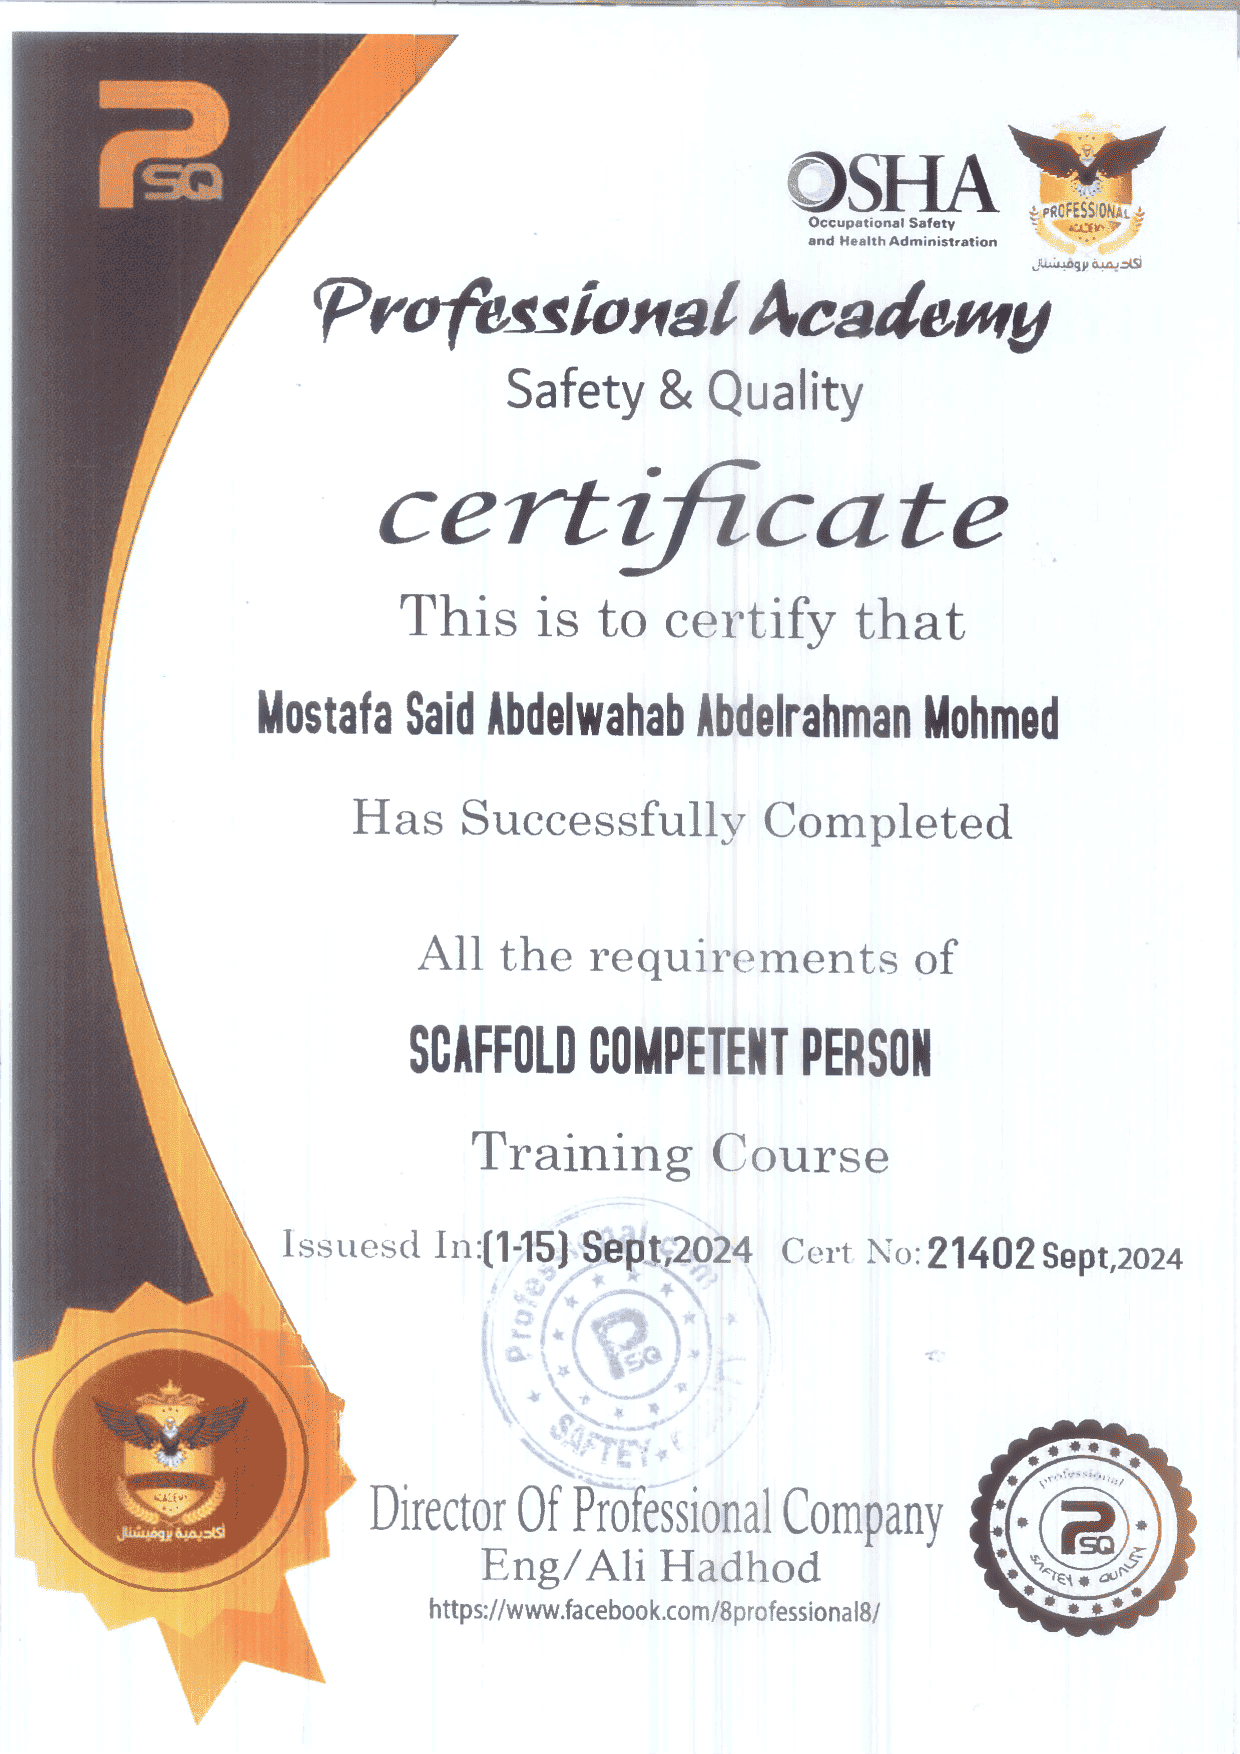 PSQ
OSHA
Occupational Safety
and Health Administration
PROFESSIONAL
ACADEMY
أكاديمية بروفيشنال
Professional Academy
Safety & Quality
certificate
This is to certify that
Mostafa Said Abdelwahab Abdelrahman Mohmed
Has Successfully Completed
All the requirements of
SCAFFOLD COMPETENT PERSON
Training Course
Issuesd In:(1-15) Sept,2024 Cert No: 21402 Sept,2024
Professional.com
PSQ
SAFTEY
ACADEMY
أكاديمية بروفيشنال
Director Of Professional Company
Eng/Ali Hadhod
https://www.facebook.com/8professional8/
professional
PSQ
SAFTEY QUALITY